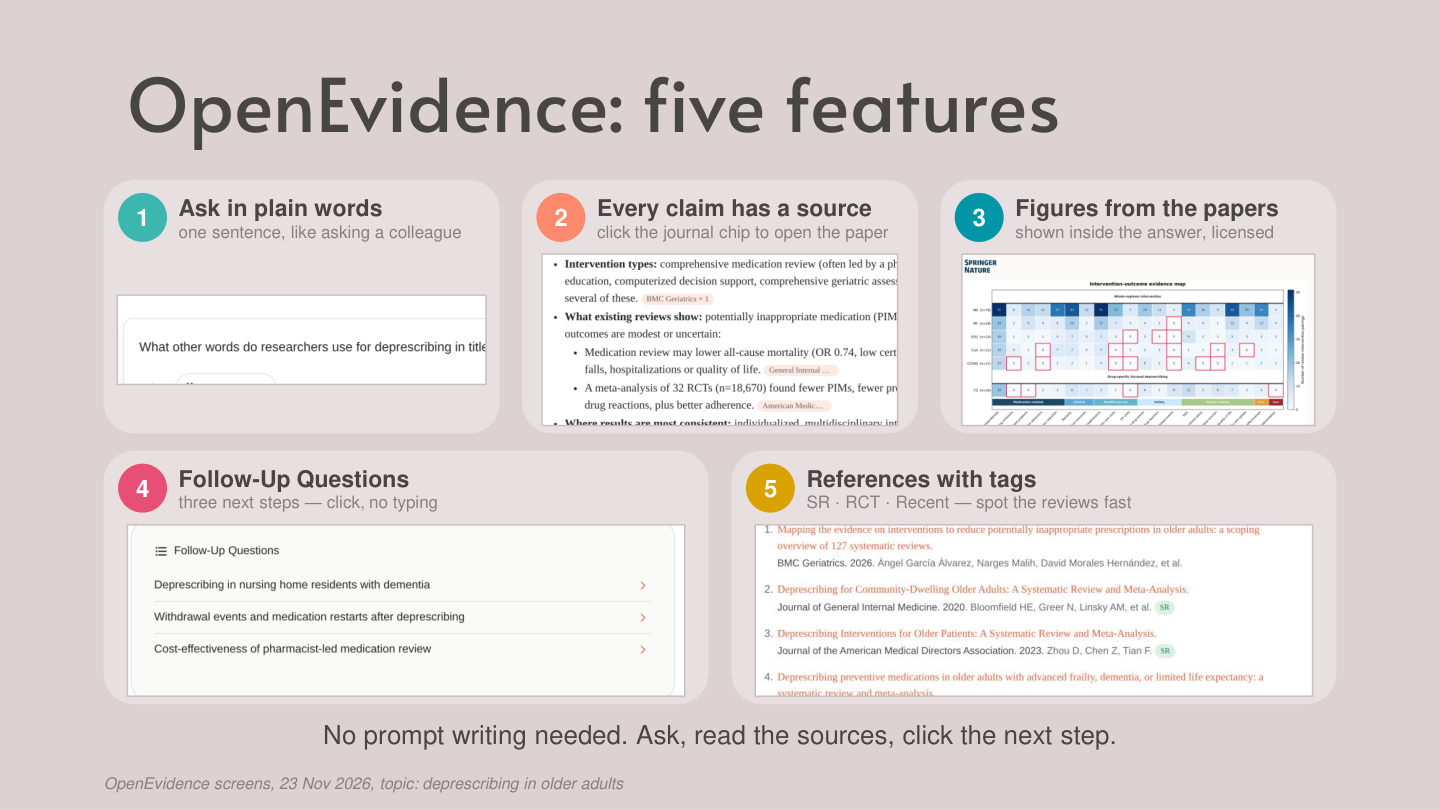 OpenEvidence: five features
1
Ask in plain words
one sentence, like asking a colleague
What other words do researchers use for deprescribing in title
2
Every claim has a source
click the journal chip to open the paper
• Intervention types: comprehensive medication review (often led by a ph
education, computerized decision support, comprehensive geriatric asses
several of these. BMC Geriatrics + 1
• What existing reviews show: potentially inappropriate medication (PIM
outcomes are modest or uncertain:
• Medication review may lower all-cause mortality (OR 0.74, low cert
falls, hospitalizations or quality of life. General Internal ...
• A meta-analysis of 32 RCTs (n=18,670) found fewer PIMs, fewer pr
drug reactions, plus better adherence. American Medic...
• Where results are most consistent: individualized, multidisciplinary int
3
Figures from the papers
shown inside the answer, licensed
SPRINGER
NATURE
Intervention-outcome evidence map
Whole-regimen intervention
Drug-specific focused deprescribing
4
Follow-Up Questions
three next steps — click, no typing
Follow-Up Questions
Deprescribing in nursing home residents with dementia
Withdrawal events and medication restarts after deprescribing
Cost-effectiveness of pharmacist-led medication review
5
References with tags
SR · RCT · Recent — spot the reviews fast
1. Mapping the evidence on interventions to reduce potentially inappropriate prescriptions in older adults: a scoping
overview of 127 systematic reviews.
BMC Geriatrics. 2026. Ángel García Álvarez, Narges Malih, David Morales Hernández, et al.
2. Deprescribing for Community-Dwelling Older Adults: A Systematic Review and Meta-Analysis.
Journal of General Internal Medicine. 2020. Bloomfield HE, Greer N, Linsky AM, et al. SR
3. Deprescribing Interventions for Older Patients: A Systematic Review and Meta-Analysis.
Journal of the American Medical Directors Association. 2023. Zhou D, Chen Z, Tian F. SR
4. Deprescribing preventive medications in older adults with advanced frailty, dementia, or limited life expectancy: a
systematic review and meta-analysis.
No prompt writing needed. Ask, read the sources, click the next step.
OpenEvidence screens, 23 Nov 2026, topic: deprescribing in older adults